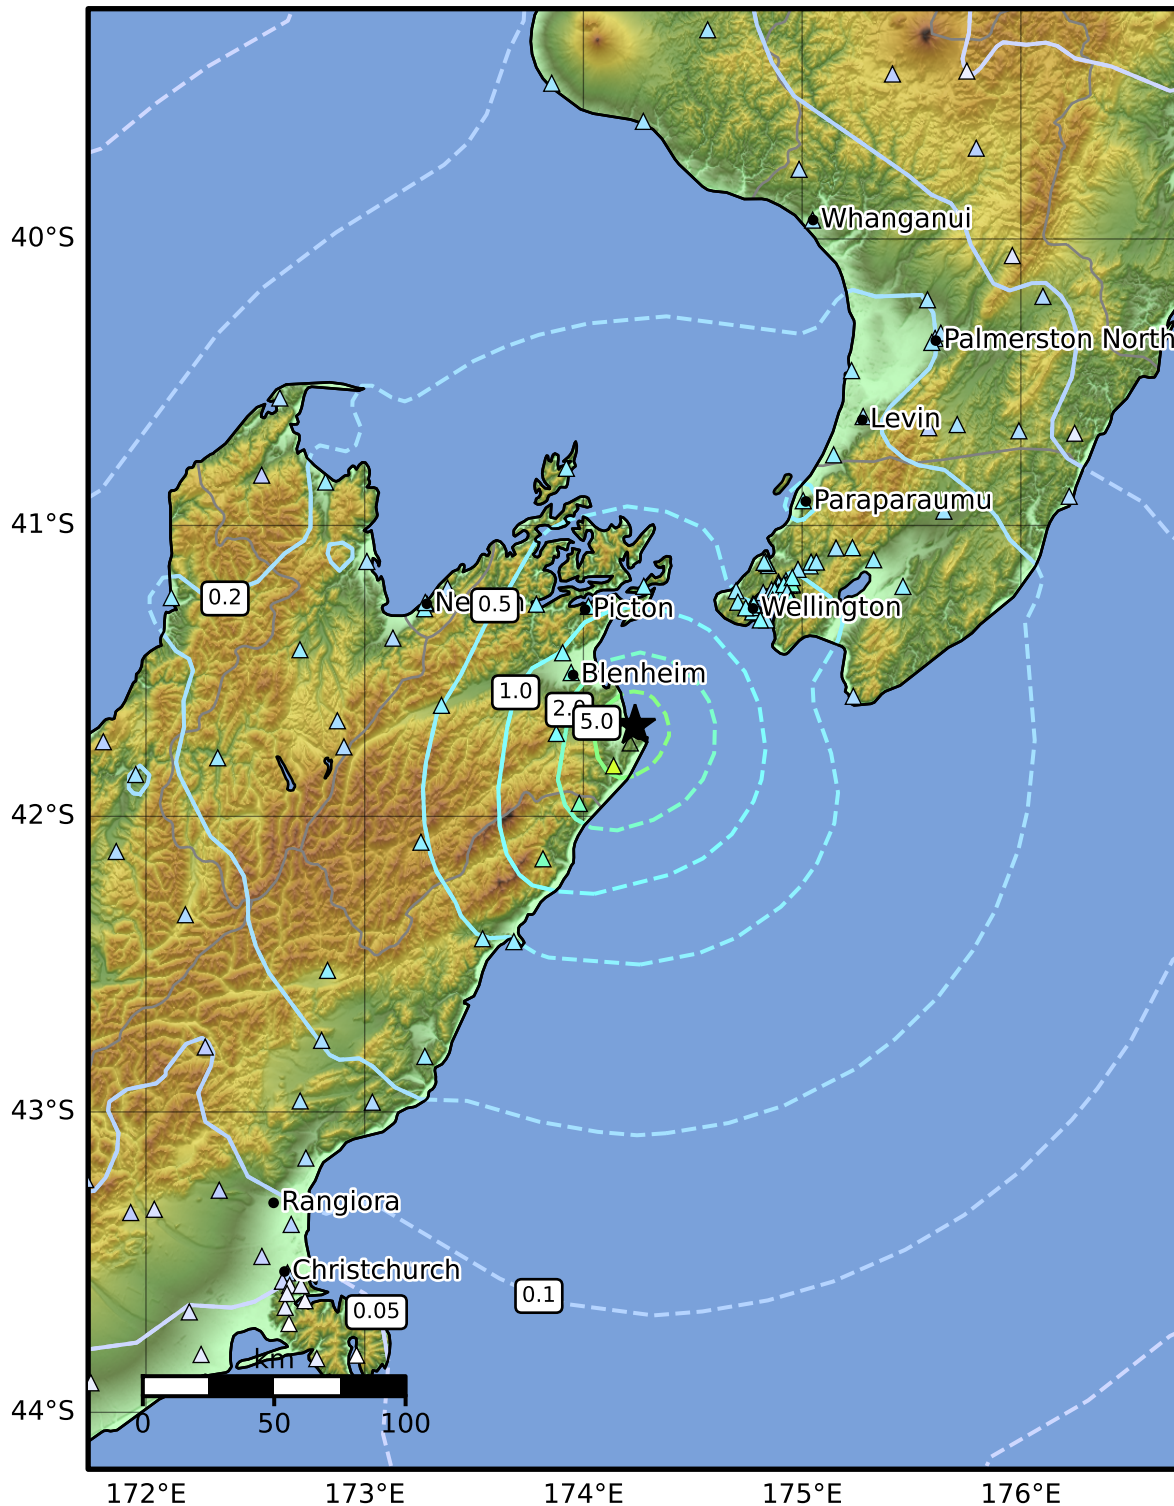 40°S
41°S
42°S
43°S
44°S
Whanganui
Palmerston North
Levin
Paraparaumu
Wellington
0.2
0.5
Picton
Blenheim
1.0
5.0
Rangiora
Christchurch
0.1
0.05
km
0 50 100
172°E 173°E 174°E 175°E 176°E